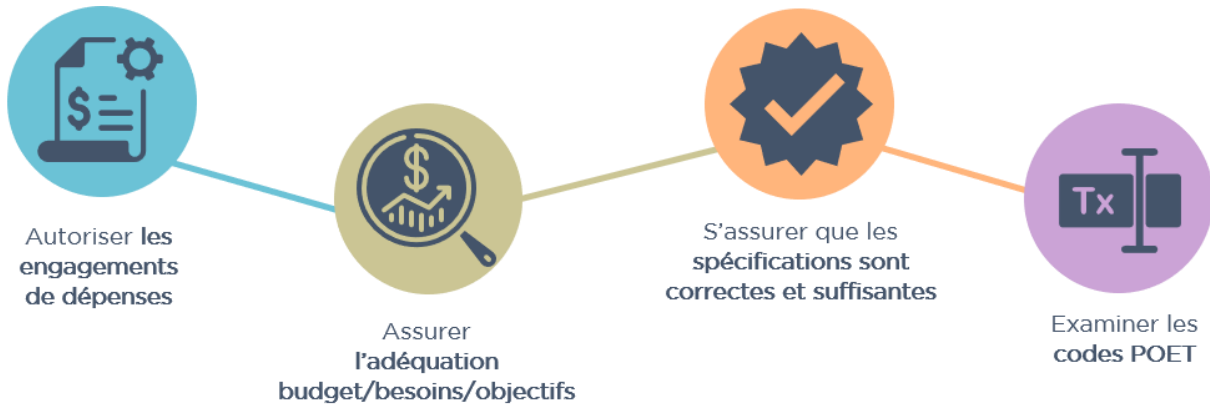 $
Autoriser les
engagements
de dépenses
$
Assurer
l'adéquation
budget/besoins/objectifs
S'assurer que les
spécifications sont
correctes et suffisantes
Tx
Examiner les
codes POET